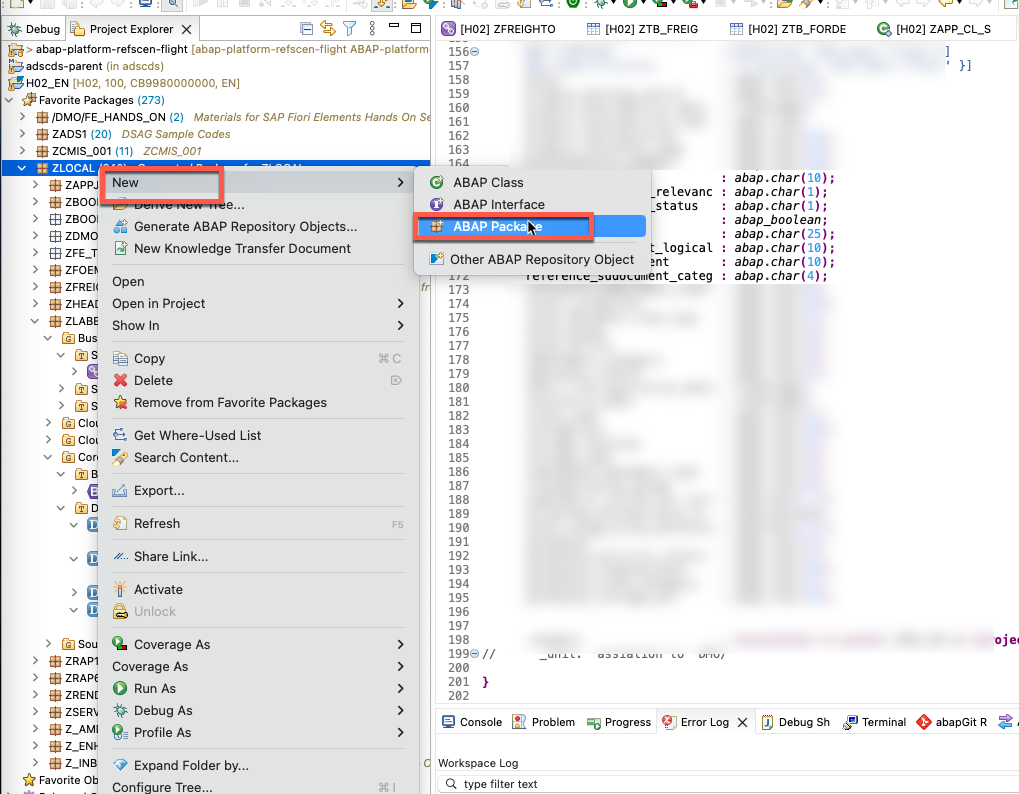 Debug
Project Explorer
> abap-platform-refscen-flight [abap-platform-refscen-flight ABAP-platform-
adscds-parent (in adscds)
H02_EN [H02, 100, CB9980000000, EN]
Favorite Packages (273)
/DMO/FE_HANDS_ON (2) Materials for SAP Fiori Elements Hands On Se
ZADS1 (20) DSAG Sample Codes
ZCMIS_001 (11) ZCMIS_001
ZLOCAL
ZAPPJ
ZBOO
ZBOO
ZDMO
ZFE_T
ZFOEM
ZFREI
ZHEAD
ZLABE
Bus
S
S
S
Clou
Clou
Core
B
D
Sou
ZRAP1
ZRAP6
ZREND
ZSERV
Z_AMI
Z_ENH
Z_INB
Favorite Ob
New
Derive New Tree...
Generate ABAP Repository Objects...
New Knowledge Transfer Document
Open
Open in Project
Show In
Copy ⌘ C
Delete
Remove from Favorite Packages
Get Where-Used List
Search Content...
Export...
Refresh F5
Share Link...
Activate
Unlock
Coverage As
Coverage As
Run As
Debug As
Profile As
Expand Folder by...
Configure Tree... ⌘ I
ABAP Class
ABAP Interface
ABAP Package
Other ABAP Repository Object
[H02] ZFREIGHTO
[H02] ZTB_FREIG
[H02] ZTB_FORDE
[H02] ZAPP_CL_S
156 ]
157 ' }]
158
159
160
161
162
163
164
: abap.char(10);
_relevanc : abap.char(1);
_status : abap.char(1);
: abap_boolean;
: abap.char(25);
t_logical : abap.char(10);
ent : abap.char(10);
172 reference_sddocument_categ : abap.char(4);
173
174
175
176
177
178
179
180
181
182
183
184
185
186
187
188
189
190
191
192
193
194
195
196
197
198
199 //
200
201 }
202
Console
Problem
Progress
Error Log
Debug Sh
Terminal
abapGit R
Workspace Log
type filter text